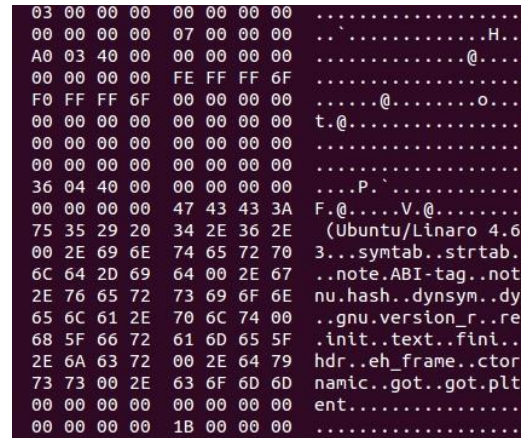 03 00 00 00 00 00 00 00 ...................
00 00 00 00 07 00 00 00 ..`.............H..
A0 03 40 00 00 00 00 00 ..............@....
00 00 00 00 FE FF FF 6F ...................
F0 FF FF 6F 00 00 00 00 ......@........o...
00 00 00 00 00 00 00 00 t.@................
00 00 00 00 00 00 00 00 ...................
00 00 00 00 00 00 00 00 ...................
36 04 40 00 00 00 00 00 ....P.`............
00 00 00 00 47 43 43 3A F.@.....V.@........
75 35 29 20 34 2E 36 2E  (Ubuntu/Linaro 4.6
00 2E 69 6E 74 65 72 70 3...symtab..strtab.
6C 64 2D 69 64 00 2E 67 ..note.ABI-tag..not
2E 76 65 72 73 69 6F 6E nu.hash..dynsym..dy
65 6C 61 2E 70 6C 74 00 ..gnu.version_r..re
68 5F 66 72 61 6D 65 5F .init..text..fini..
2E 6A 63 72 00 2E 64 79 hdr..eh_frame..ctor
73 73 00 2E 63 6F 6D 6D namic..got..got.plt
00 00 00 00 00 00 00 00 ent................
00 00 00 00 1B 00 00 00 ...................